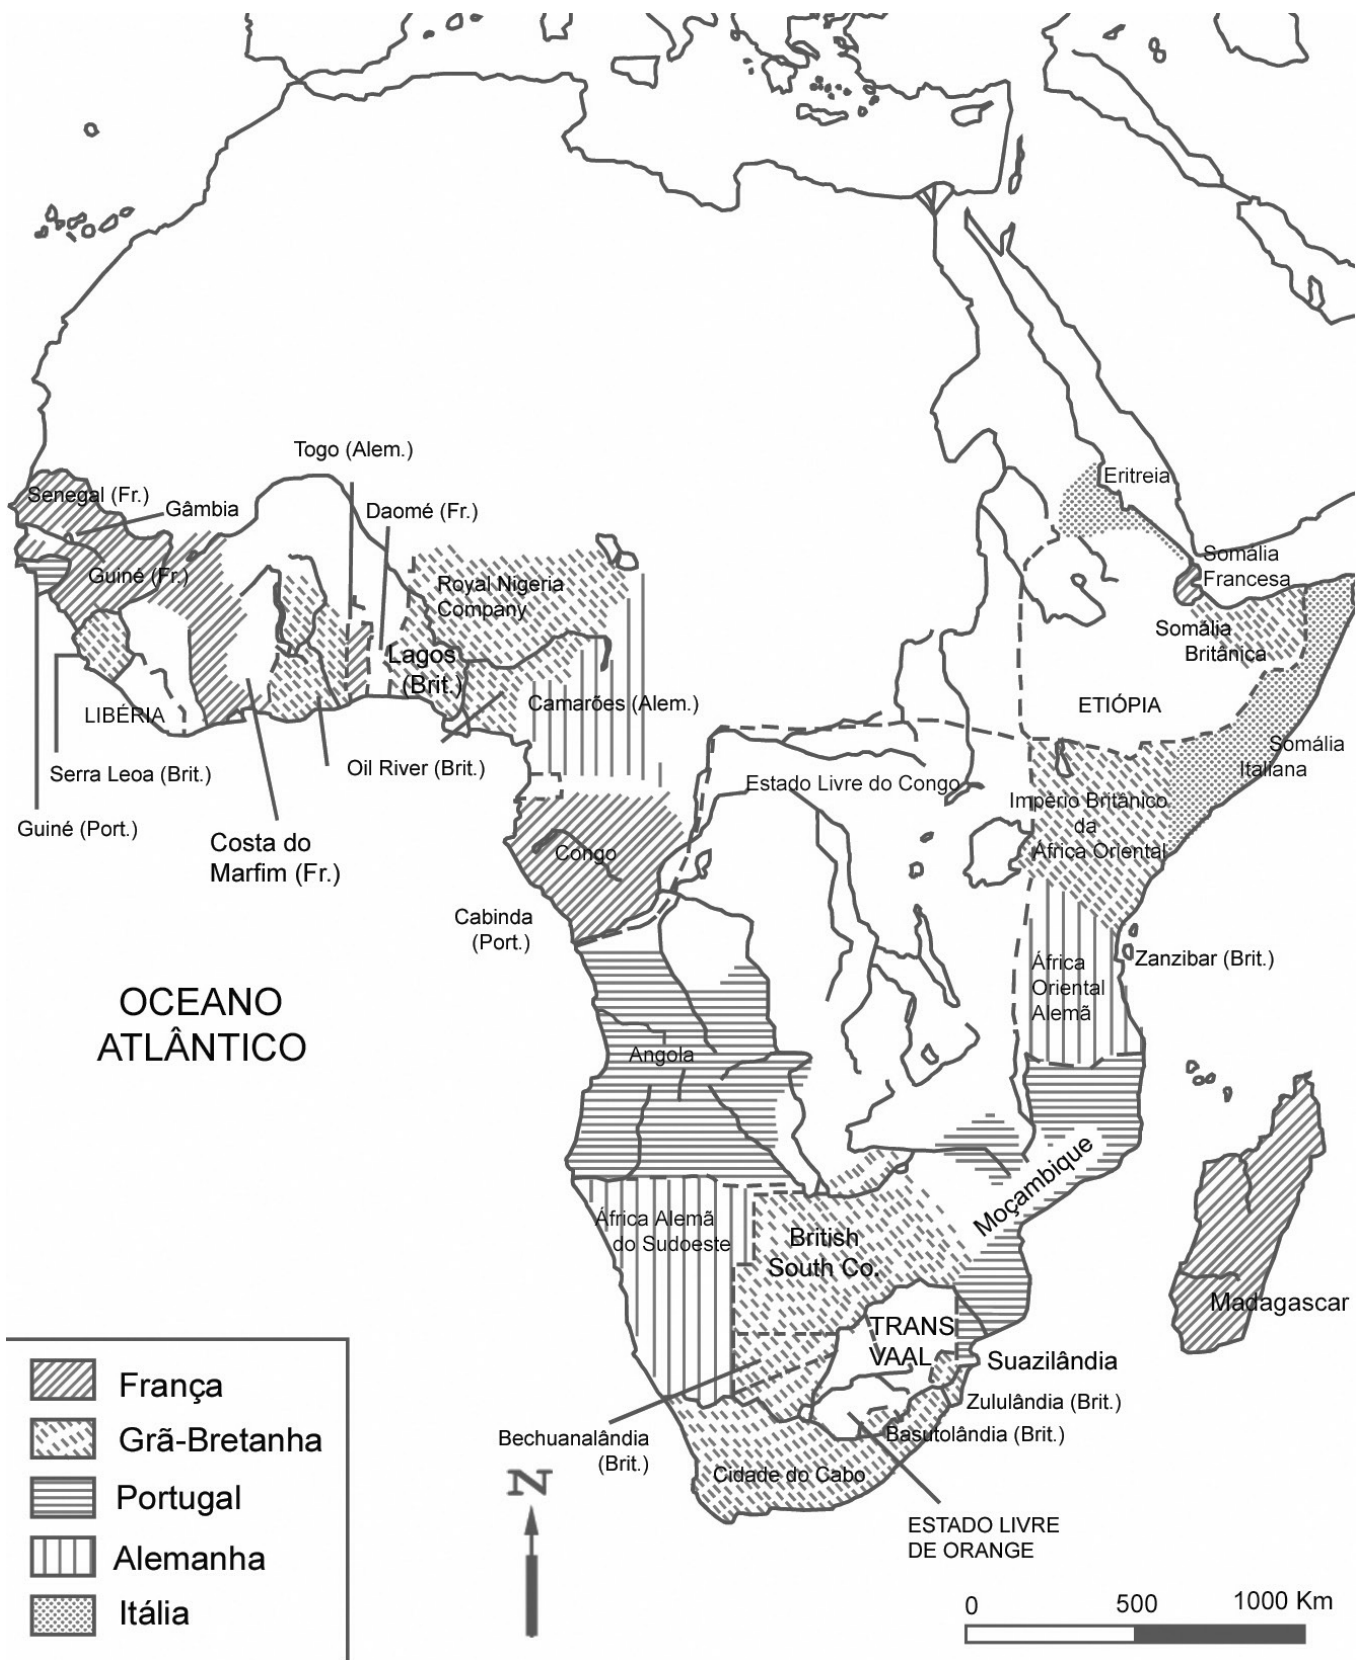 Togo (Alem.)
Eritreia
Senegal (Fr.)
Gâmbia
Daomé (Fr.)
Somália
Francesa
Guiné (Fr.)
Royal Nigeria
Company
Somália
Britânica
Lagos
(Brit.)
Camarões (Alem.)
ETIÓPIA
LIBÉRIA
Somália
Italiana
Serra Leoa (Brit.)
Oil River (Brit.)
Estado Livre do Congo
Império Britânico
da
África Oriental
Guiné (Port.)
Costa do
Marfim (Fr.)
Congo
Cabinda
(Port.)
Zanzibar (Brit.)
África
Oriental
Alemã
OCEANO
ATLÂNTICO
Angola
Moçambique
África Alemã
do Sudoeste
British
South Co.
Madagascar
TRANS
VAAL
Suazilândia
Zululândia (Brit.)
Basutolândia (Brit.)
Bechuanalândia
(Brit.)
Cidade do Cabo
ESTADO LIVRE
DE ORANGE
N
França
Grã-Bretanha
Portugal
Alemanha
Itália
0 500 1000 Km